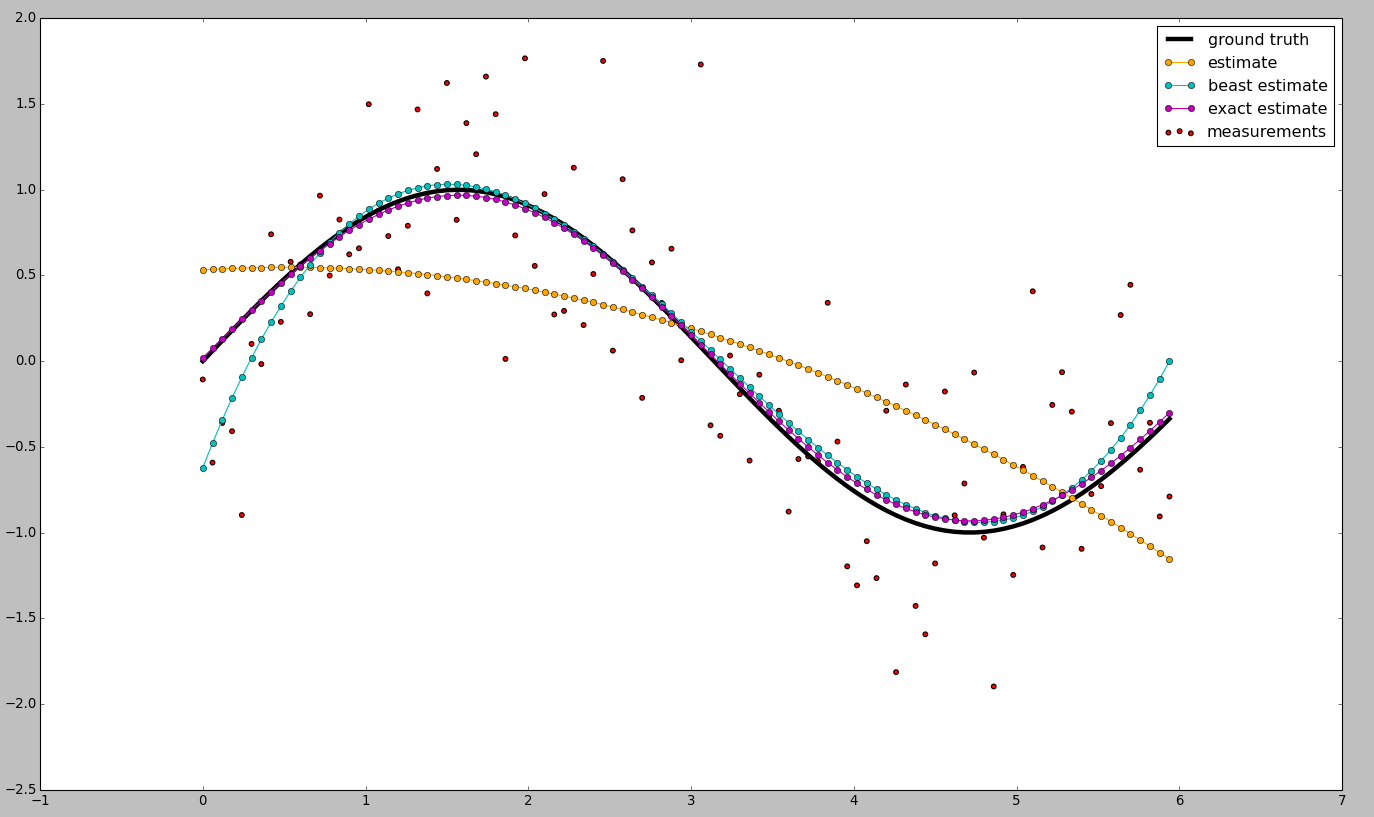 2.0
1.5
1.0
0.5
0.0
−0.5
−1.0
−1.5
−2.0
−2.5
−1 0 1 2 3 4 5 6 7
ground truth
estimate
beast estimate
exact estimate
measurements